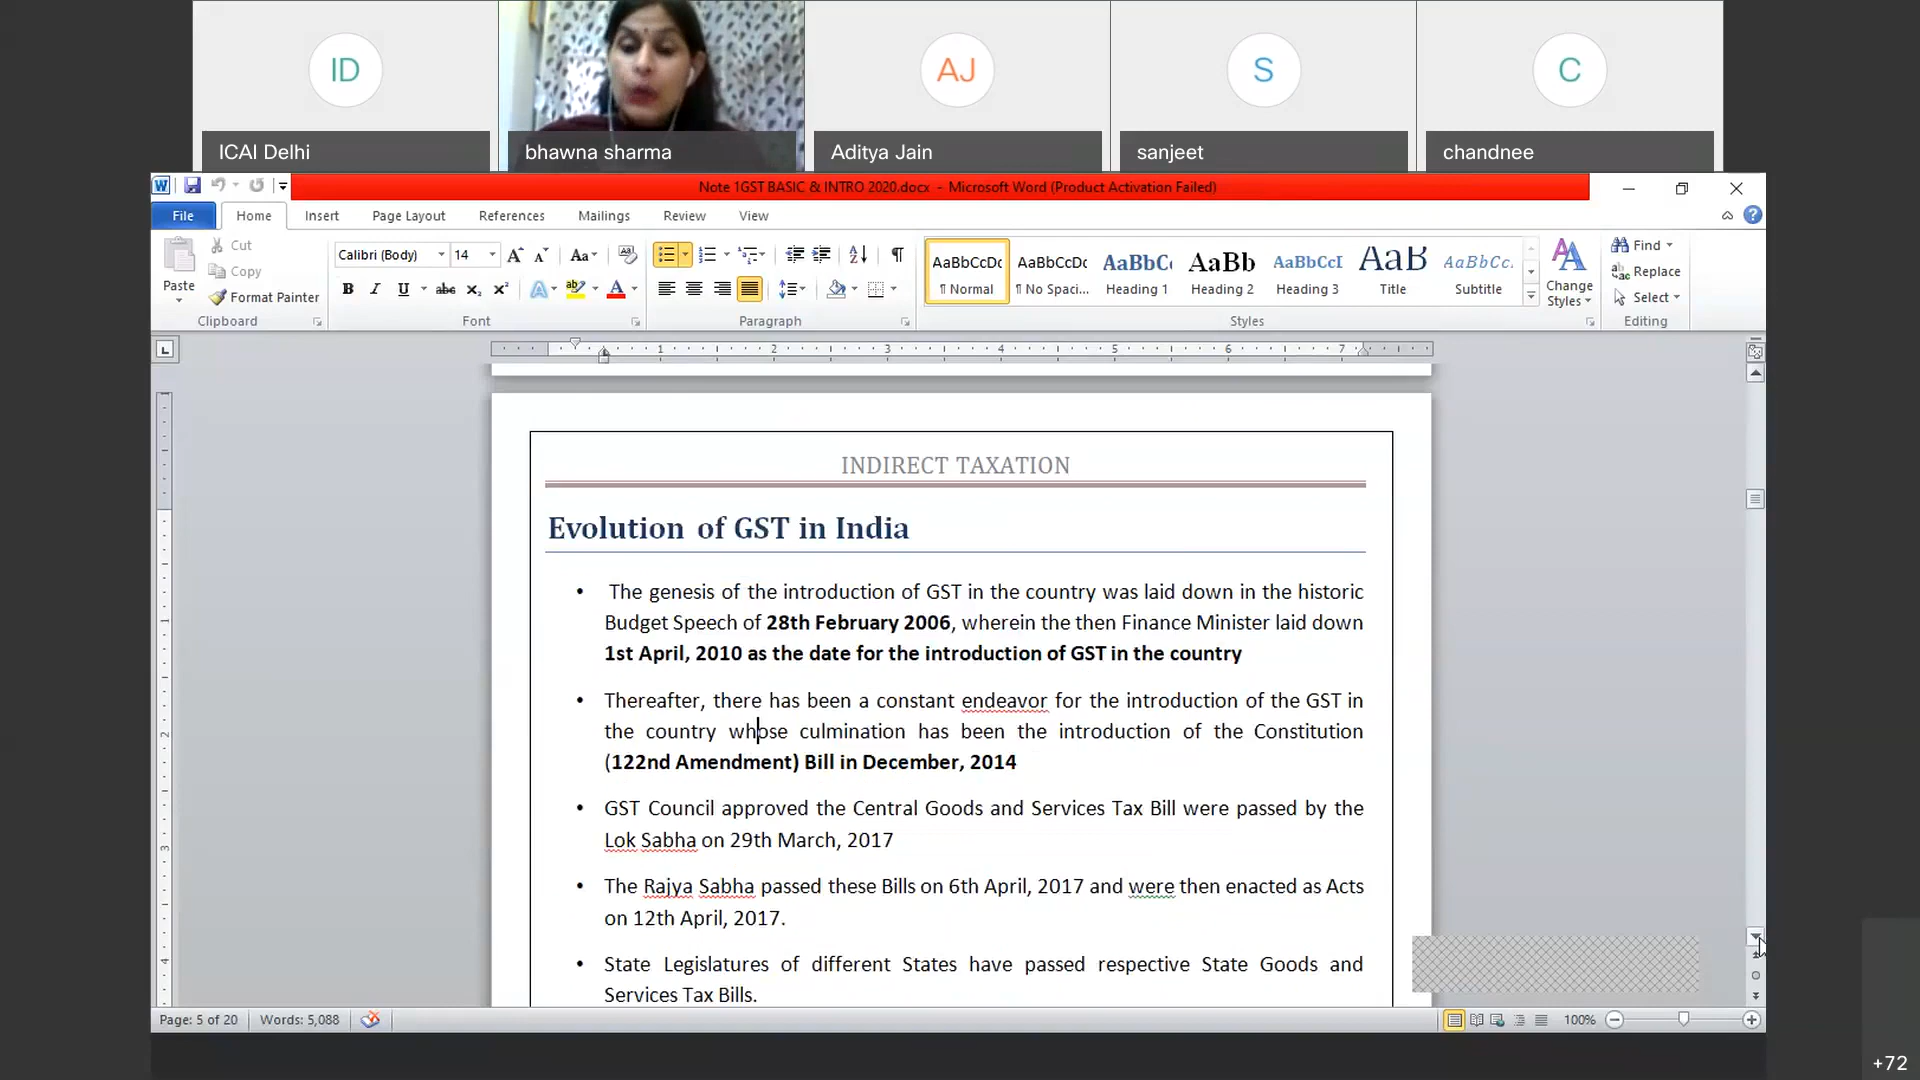 ID
AJ
S
C
ICAI Delhi
bhawna sharma
Aditya Jain
sanjeet
chandnee
Note 1GST BASIC & INTRO 2020.docx - Microsoft Word (Product Activation Failed)
File Home Insert Page Layout References Mailings Review View
Cut
Copy
Format Painter
Paste
Clipboard
Calibri (Body) 14
Font
Paragraph
AaBbCcDc AaBbCcDc AaBbC AaBb AaBbCcI AaB AaBbCc.
¶ Normal ¶ No Spaci... Heading 1 Heading 2 Heading 3 Title Subtitle
Styles
Change
Styles
Find
Replace
Select
Editing
1 2 3 4 5 6 7
INDIRECT TAXATION
Evolution of GST in India
• The genesis of the introduction of GST in the country was laid down in the historic
Budget Speech of 28th February 2006, wherein the then Finance Minister laid down
1st April, 2010 as the date for the introduction of GST in the country
• Thereafter, there has been a constant endeavor for the introduction of the GST in
the country whose culmination has been the introduction of the Constitution
(122nd Amendment) Bill in December, 2014
• GST Council approved the Central Goods and Services Tax Bill were passed by the
Lok Sabha on 29th March, 2017
• The Rajya Sabha passed these Bills on 6th April, 2017 and were then enacted as Acts
on 12th April, 2017.
• State Legislatures of different States have passed respective State Goods and
Services Tax Bills.
Page: 5 of 20 Words: 5,088 100%
+72